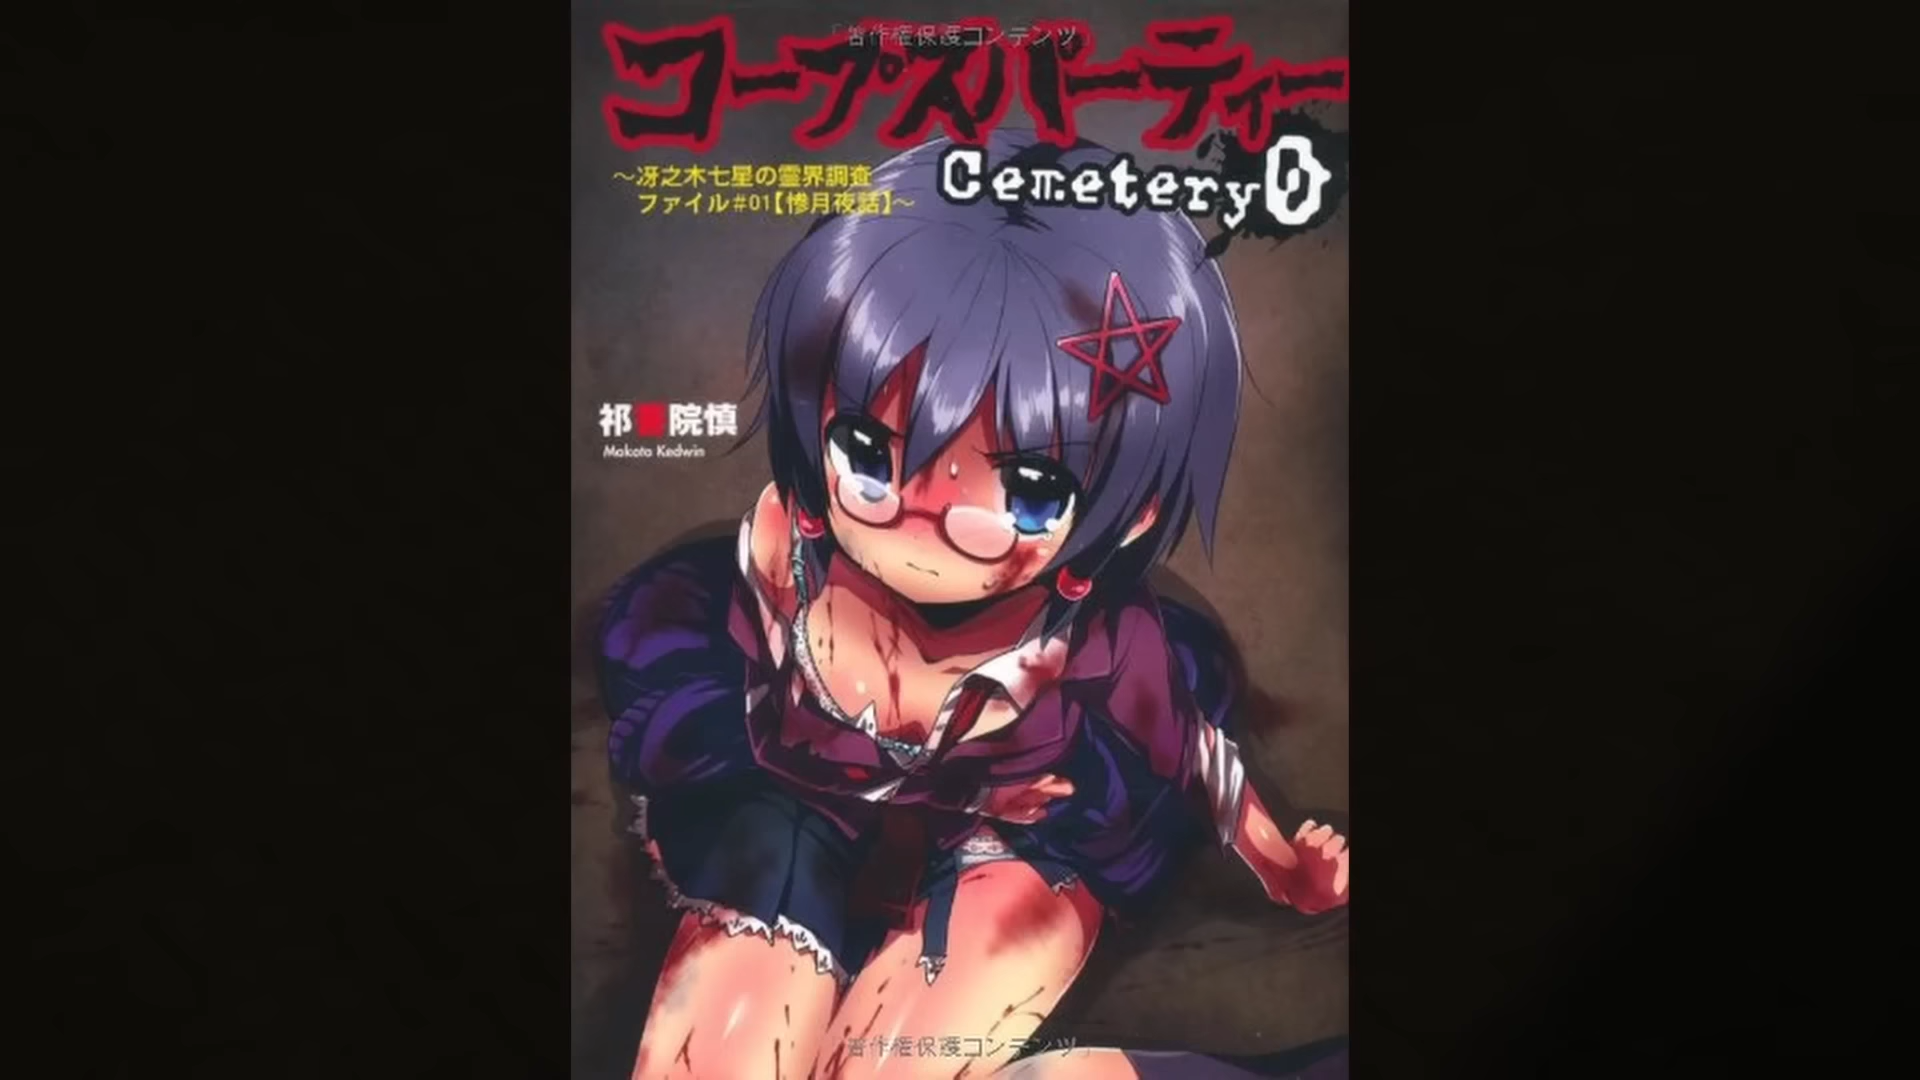 「著作権保護コンテンツ」
コープスパーティー
Cemetery0
～冴之木七星の霊界調査
ファイル#01【惨月夜話】～
祁答院慎
Makoto Kedwin
「著作権保護コンテンツ」